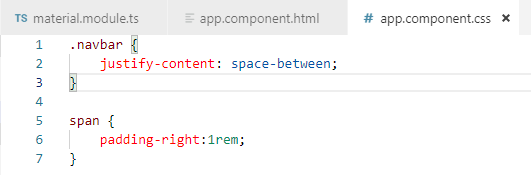 TS material.module.ts app.component.html # app.component.css ×
1 .navbar {
2     justify-content: space-between;
3 }
4
5 span {
6     padding-right:1rem;
7 }